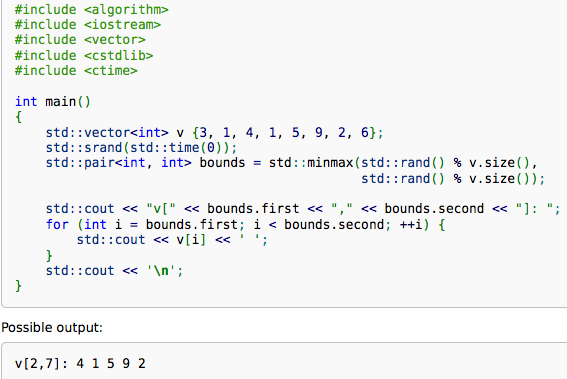 #include <algorithm>
#include <iostream>
#include <vector>
#include <cstdlib>
#include <ctime>
int main()
{
    std::vector<int> v {3, 1, 4, 1, 5, 9, 2, 6};
    std::srand(std::time(0));
    std::pair<int, int> bounds = std::minmax(std::rand() % v.size(),
                                             std::rand() % v.size());
    std::cout << "v[" << bounds.first << "," << bounds.second << "]: ";
    for (int i = bounds.first; i < bounds.second; ++i) {
        std::cout << v[i] << ' ';
    }
    std::cout << '\n';
}
Possible output:
v[2,7]: 4 1 5 9 2